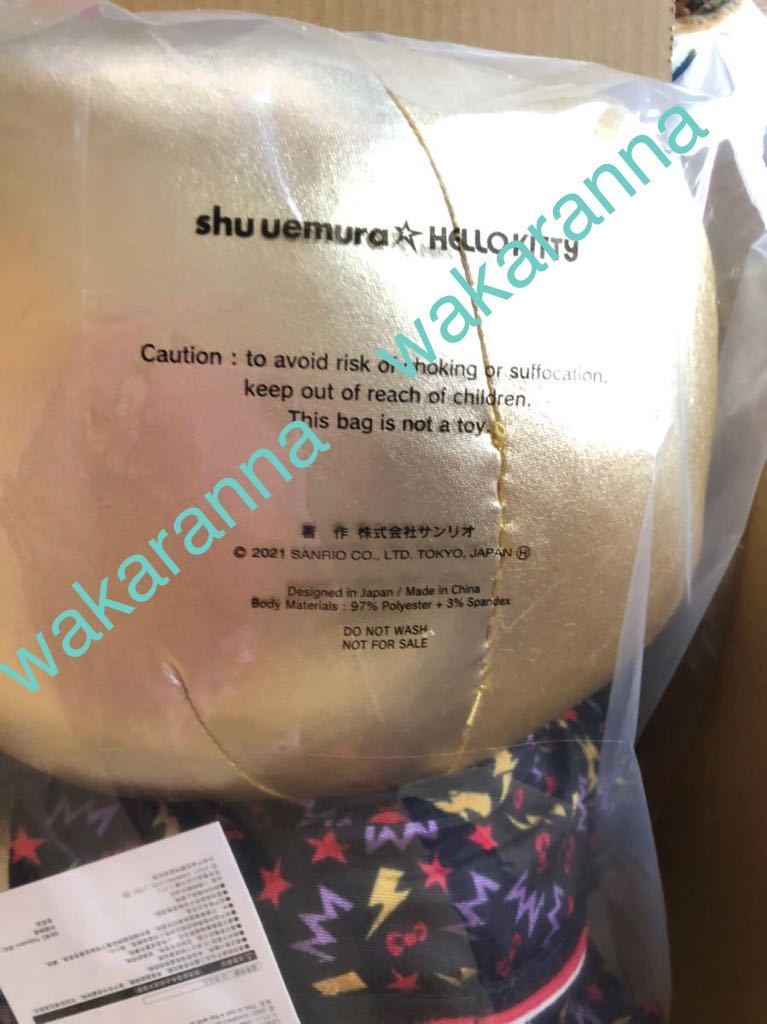 shu uemura☆HELLO KITTY
Caution : to avoid risk of choking or suffocation,
keep out of reach of children.
This bag is not a toy.
著 作 株式会社サンリオ
© 2021 SANRIO CO., LTD. TOKYO, JAPAN Ⓗ
Designed in Japan / Made in China
Body Materials : 97% Polyester + 3% Spandex
DO NOT WASH
NOT FOR SALE
wakaranna
wakaranna
wakaranna